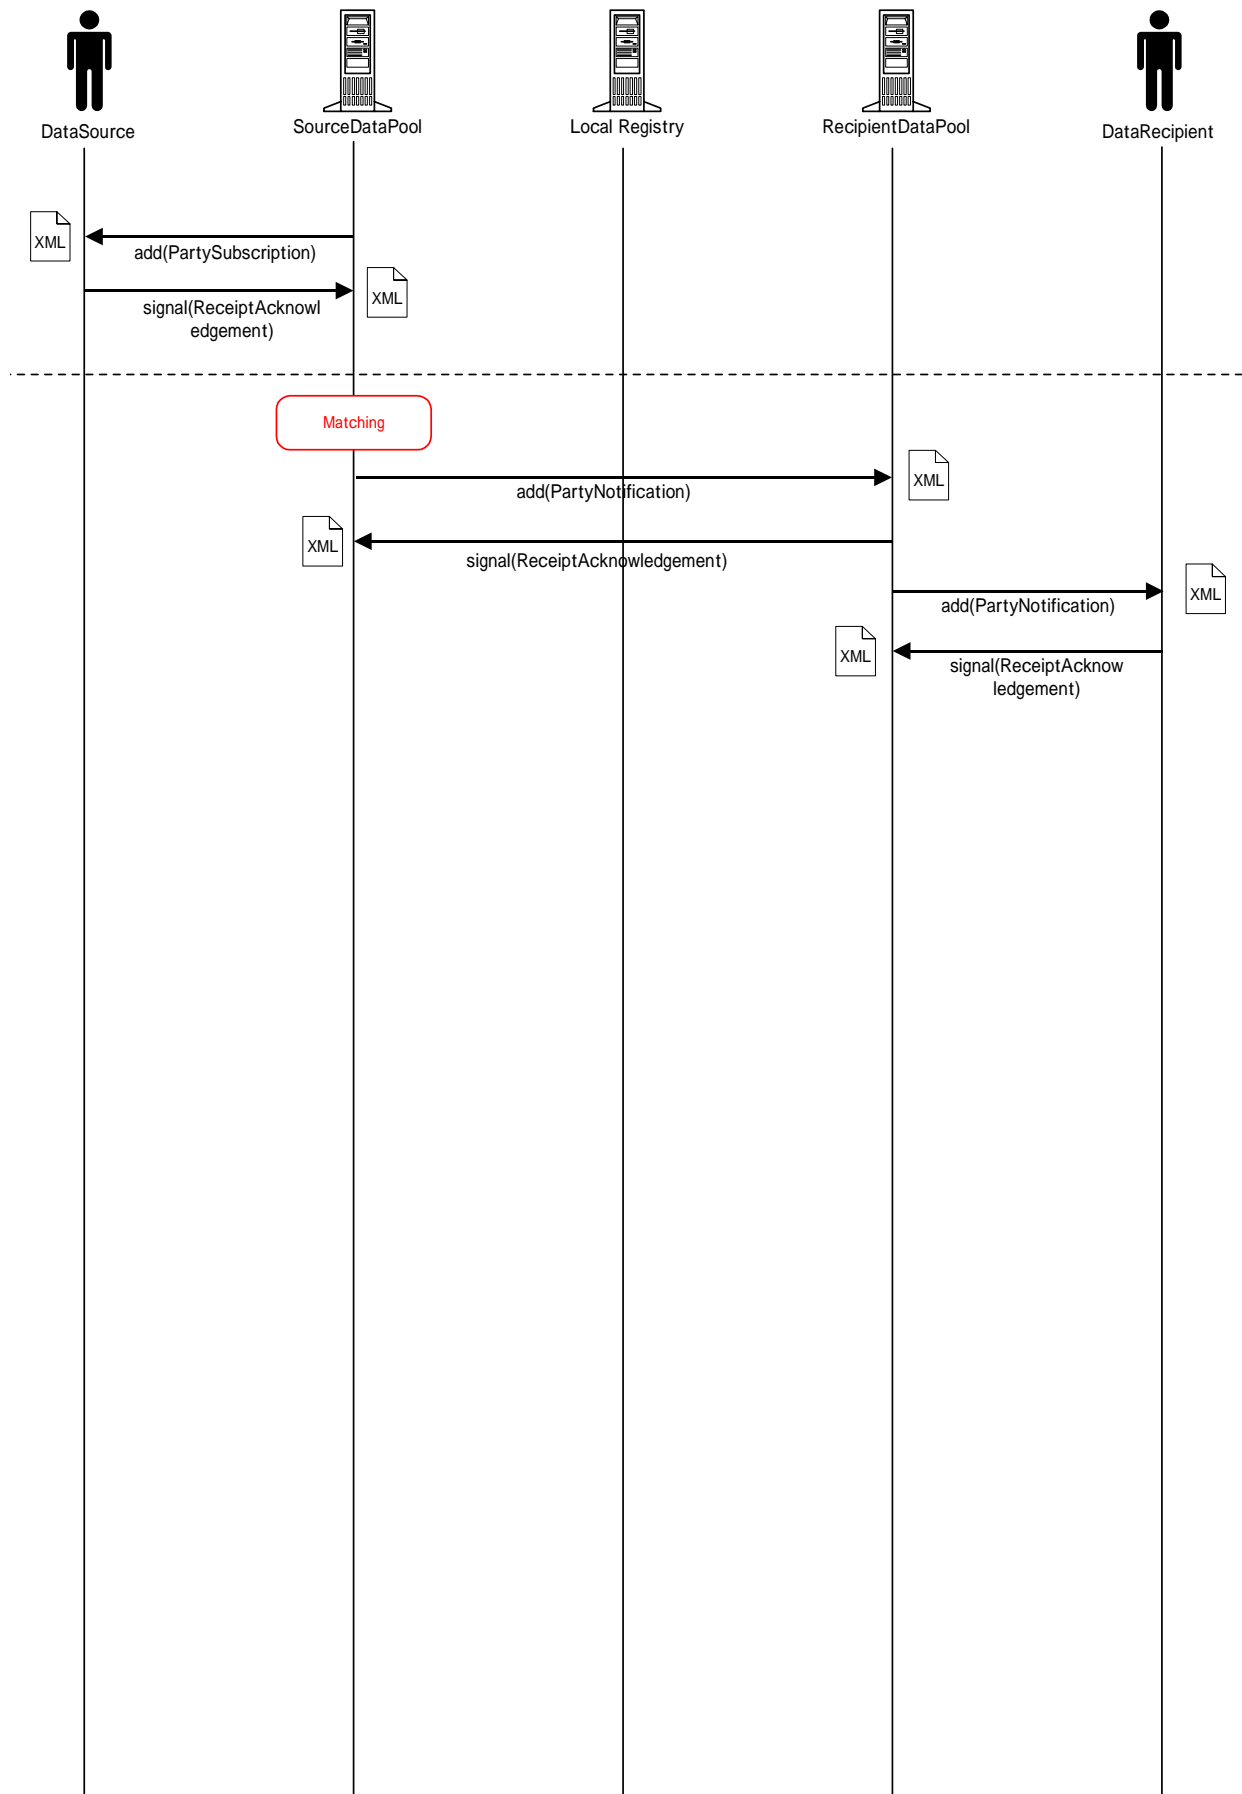 DataSource
SourceDataPool
Local Registry
RecipientDataPool
DataRecipient
XML
add(PartySubscription)
XML
signal(ReceiptAcknowl
edgement)
Matching
XML
add(PartyNotification)
XML
signal(ReceiptAcknowledgement)
XML
add(PartyNotification)
XML
signal(ReceiptAcknow
ledgement)